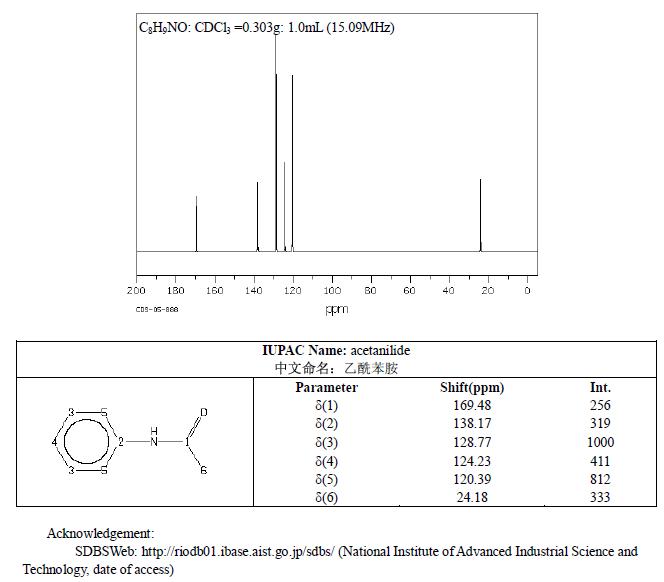 C₈H₉NO: CDCl₃ =0.303g: 1.0mL (15.09MHz)
200 180 160 140 120 100 80 60 40 20 0
CDS-05-888
ppm
IUPAC Name: acetanilide
中文命名：乙酰苯胺
Parameter Shift(ppm) Int.
δ(1) 169.48 256
δ(2) 138.17 319
δ(3) 128.77 1000
δ(4) 124.23 411
δ(5) 120.39 812
δ(6) 24.18 333
3 5 O
H
4 2 N 1
3 5 6
Acknowledgement:
SDBSWeb: http://riodb01.ibase.aist.go.jp/sdbs/ (National Institute of Advanced Industrial Science and
Technology, date of access)